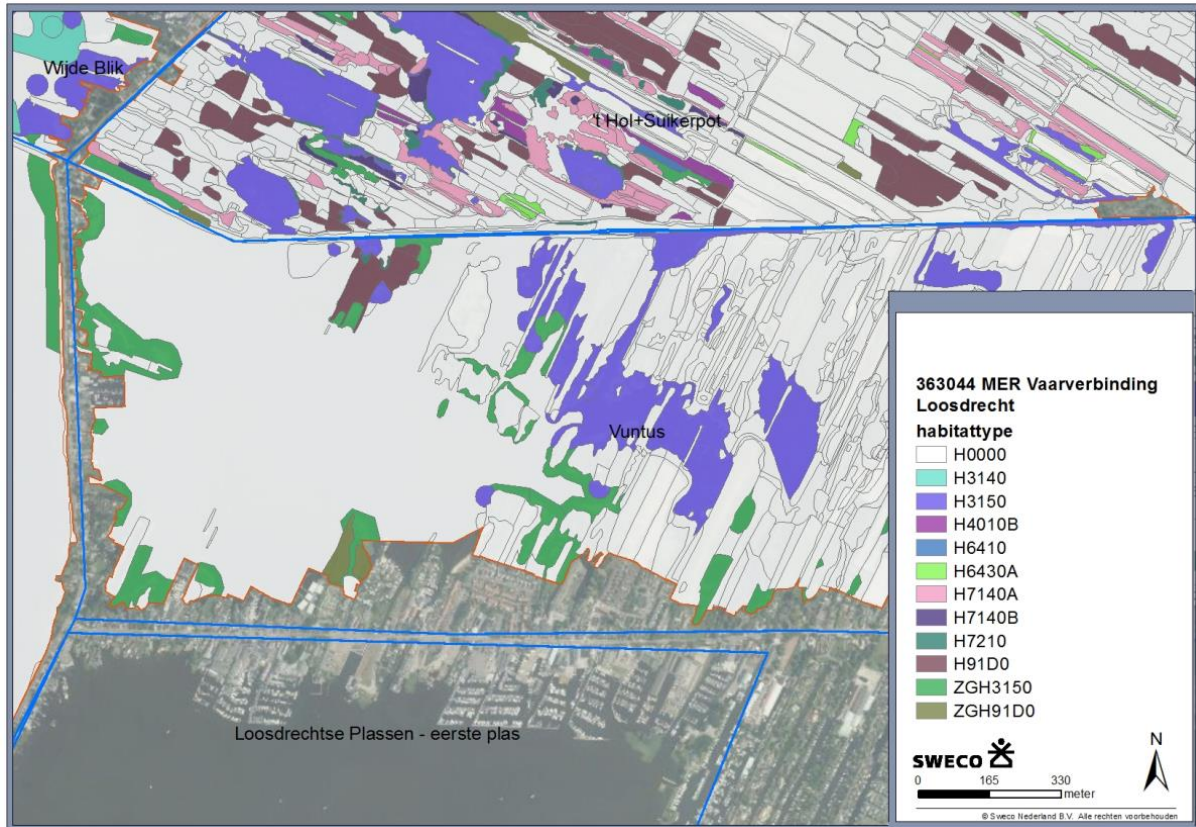 Wijde Blik
't Hol+Suikerpot
Vuntus
Loosdrechtse Plassen - eerste plas
363044 MER Vaarverbinding
Loosdrecht
habitattype
H0000
H3140
H3150
H4010B
H6410
H6430A
H7140A
H7140B
H7210
H91D0
ZGH3150
ZGH91D0
SWECO
N
0 165 330
meter
© Sweco Nederland B.V. Alle rechten voorbehouden